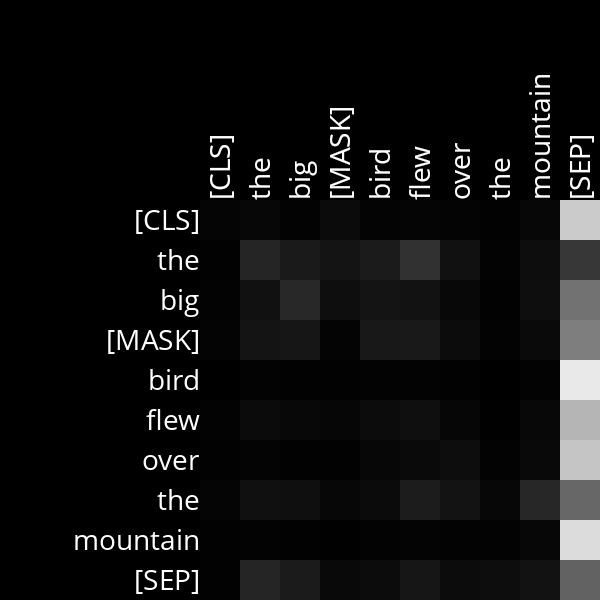 [CLS] the big [MASK] bird flew over the mountain [SEP]
[CLS]
the
big
[MASK]
bird
flew
over
the
mountain
[SEP]